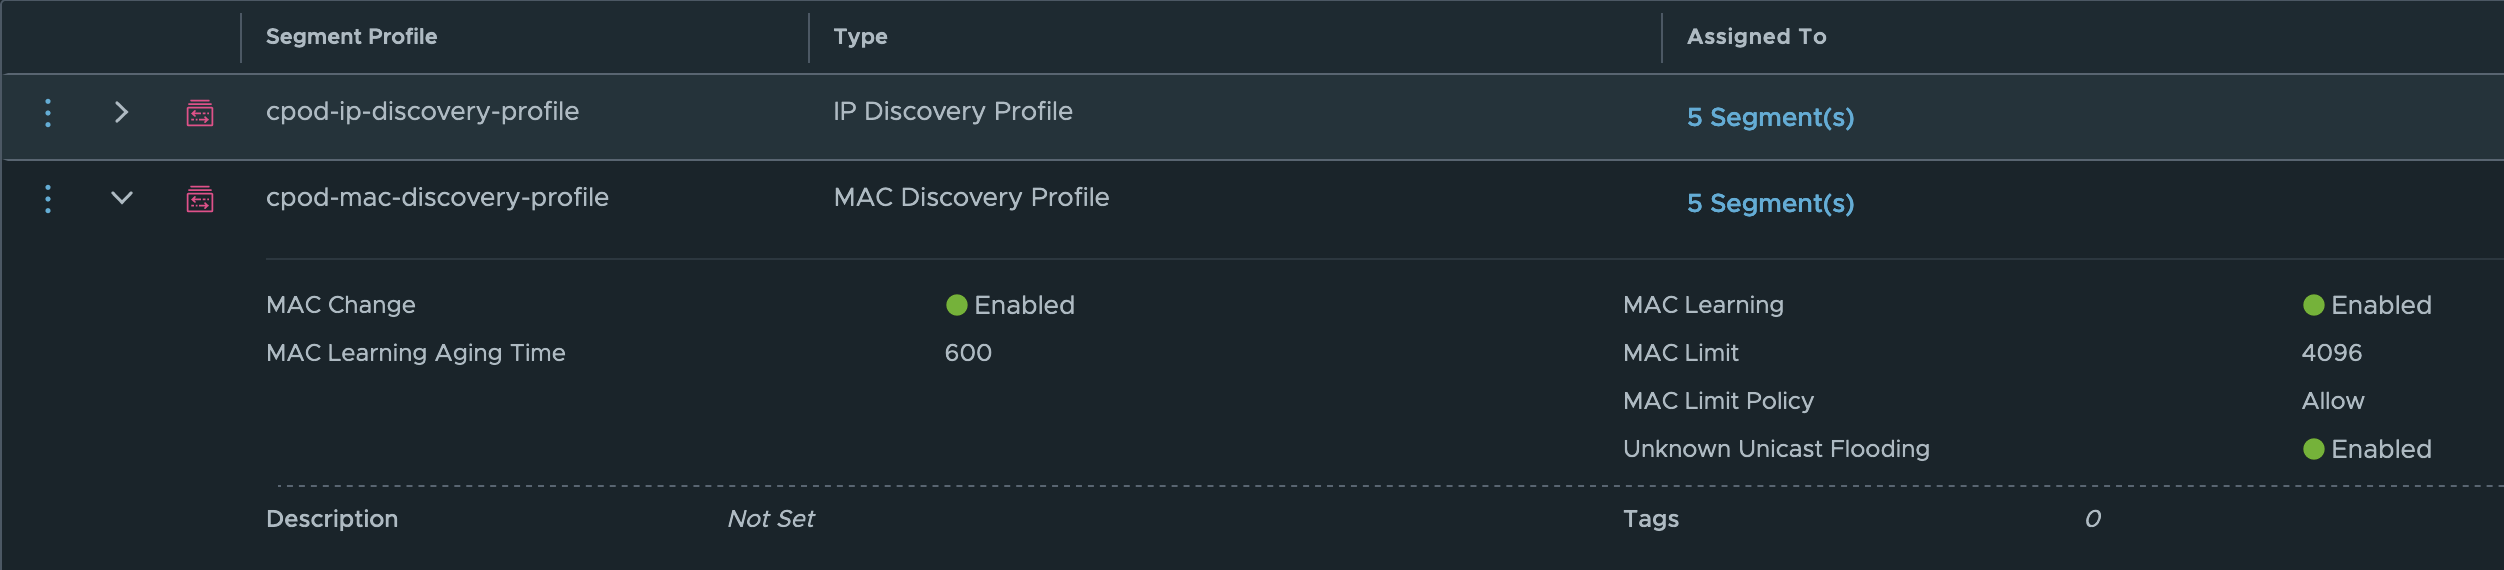 Segment Profile Type Assigned To
cpod-ip-discovery-profile IP Discovery Profile 5 Segment(s)
cpod-mac-discovery-profile MAC Discovery Profile 5 Segment(s)
MAC Change Enabled MAC Learning Enabled
MAC Learning Aging Time 600 MAC Limit 4096
MAC Limit Policy Allow
Unknown Unicast Flooding Enabled
Description Not Set Tags 0